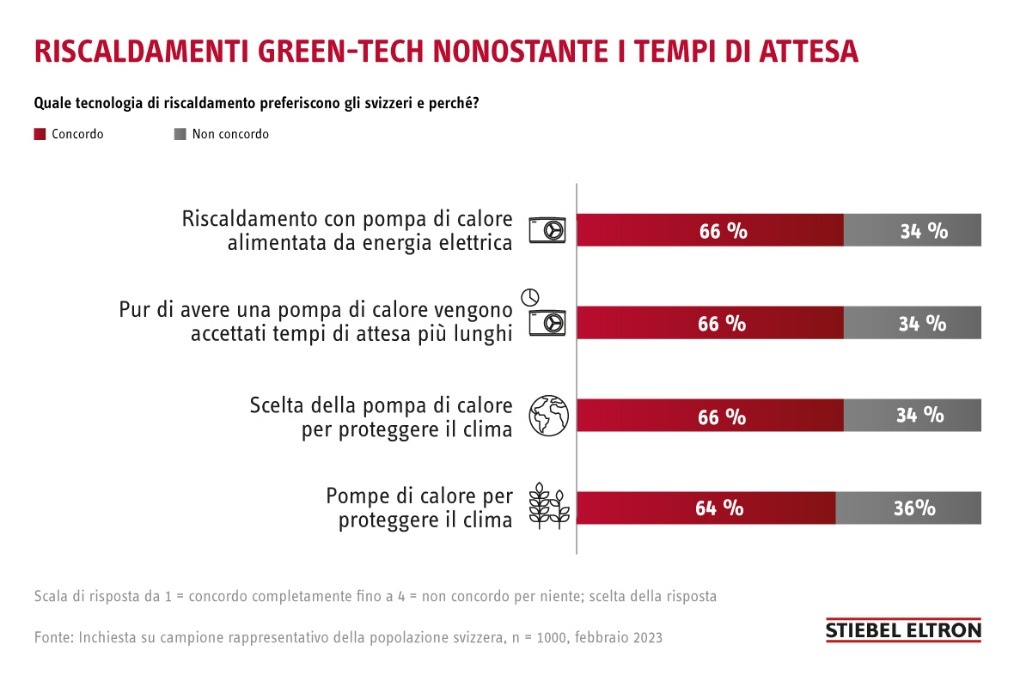 RISCALDAMENTI GREEN-TECH NONOSTANTE I TEMPI DI ATTESA
Quale tecnologia di riscaldamento preferiscono gli svizzeri e perché?
Concordo Non concordo
Riscaldamento con pompa di calore
alimentata da energia elettrica
66 % 34 %
Pur di avere una pompa di calore vengono
accettati tempi di attesa più lunghi
66 % 34 %
Scelta della pompa di calore
per proteggere il clima
66 % 34 %
Pompe di calore per
proteggere il clima
64 % 36%
Scala di risposta da 1 = concordo completamente fino a 4 = non concordo per niente; scelta della risposta
Fonte: Inchiesta su campione rappresentativo della popolazione svizzera, n = 1000, febbraio 2023
STIEBEL ELTRON